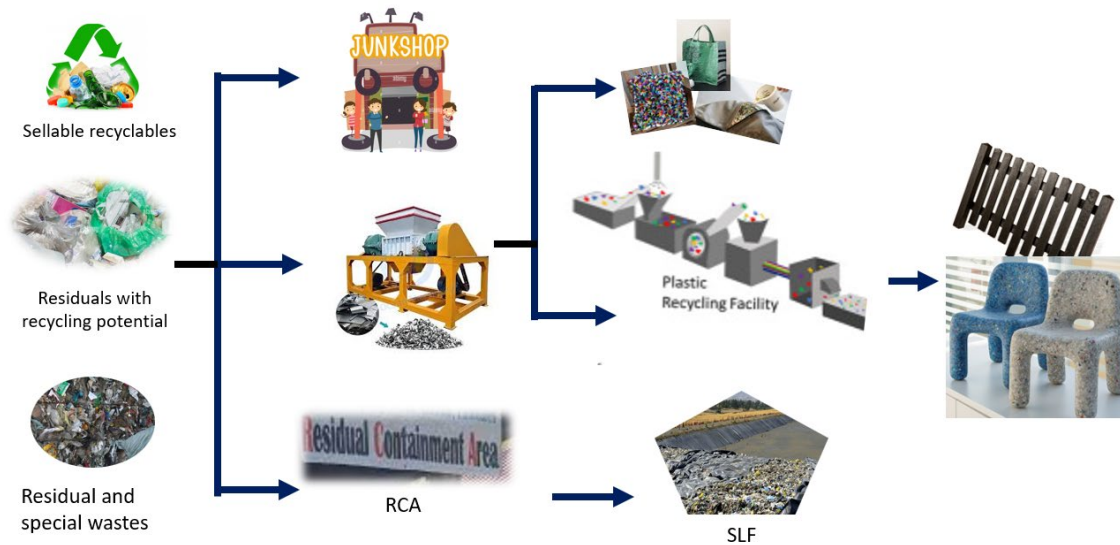 JUNKSHOP
Sellable recyclables
Residuals with
recycling potential
Plastic
Recycling Facility
Residual Containment Area
Residual and
special wastes
RCA
SLF